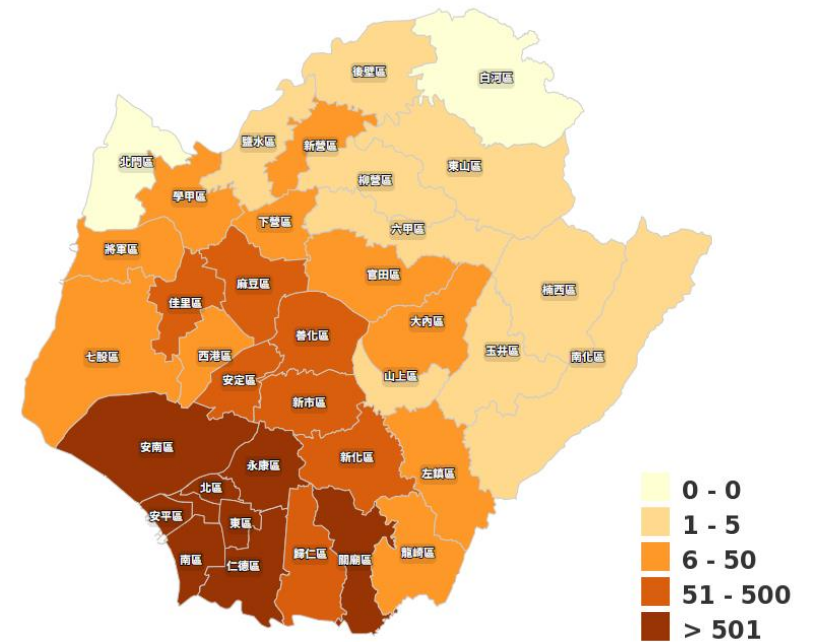 後壁區
白河區
鹽水區
新營區
北門區
東山區
柳營區
學甲區
下營區
六甲區
將軍區
官田區
麻豆區
楠西區
佳里區
大內區
善化區
七股區
西港區
玉井區
南化區
安定區
山上區
新市區
安南區
永康區
新化區
左鎮區
北區
安平區
東區
南區
仁德區
歸仁區
關廟區
龍崎區
0 - 0
1 - 5
6 - 50
51 - 500
> 501